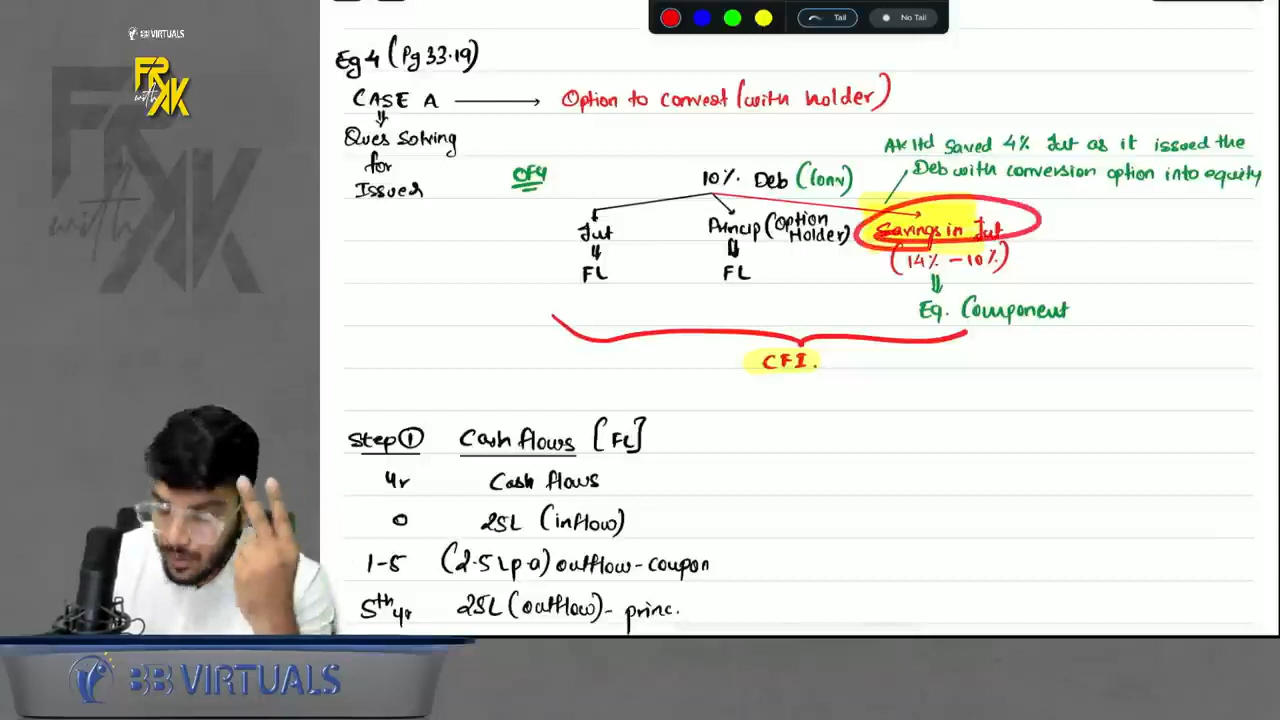 Tail
No Tail
BB VIRTUALS
FR
with
AK
FR
with
AK
Eg 4 (Pg 33.19)
CASE A → Option to convert (with holder)
⇓
Ques Solving
for
Issuer
AK ltd Saved 4% Int as it issued the
Deb with conversion option into equity
CF4
10% Deb (Conv)
Int
Princip (Option Holder)
Savings in Int
(14% - 10%)
FL
FL
Eq. Component
CFI.
Step ① Cash flows [FL]
Yr Cash flows
0 25L (inflow)
1-5 (2.5L p.a) outflow-coupon
5th Yr 25L (outflow) - princ.
BB VIRTUALS